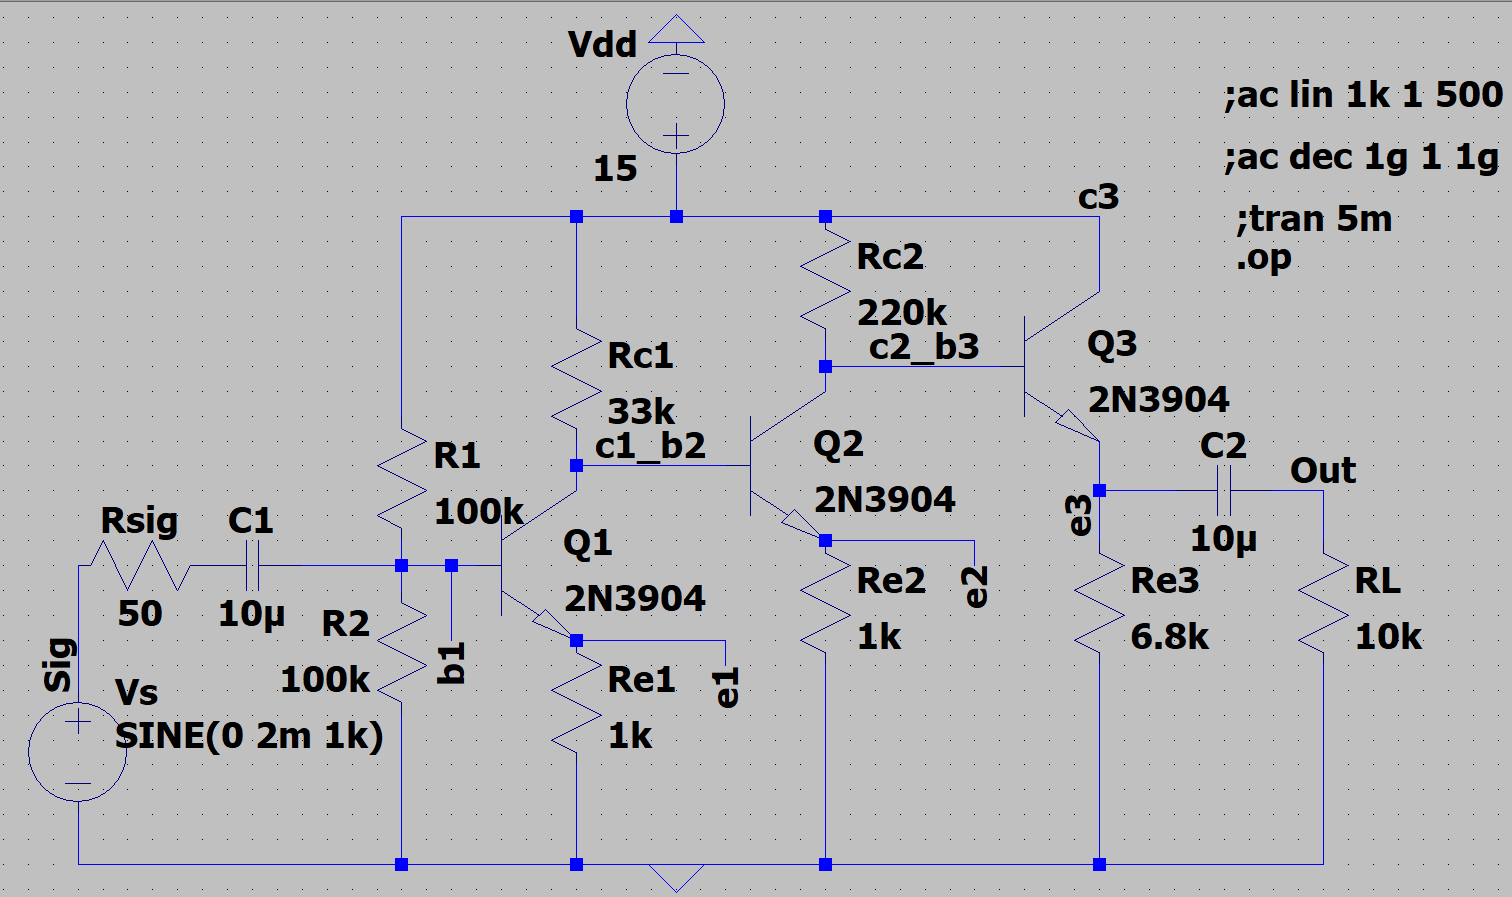 Vdd
15
;ac lin 1k 1 500
;ac dec 1g 1 1g
;tran 5m
.op
c3
Rc2
220k
c2_b3
Q3
2N3904
Rc1
33k
c1_b2
Q2
2N3904
C2
10µ
Out
R1
100k
Rsig
50
C1
10µ
Q1
2N3904
R2
100k
b1
e1
e2
e3
Re1
1k
Re2
1k
Re3
6.8k
RL
10k
Sig
Vs
SINE(0 2m 1k)